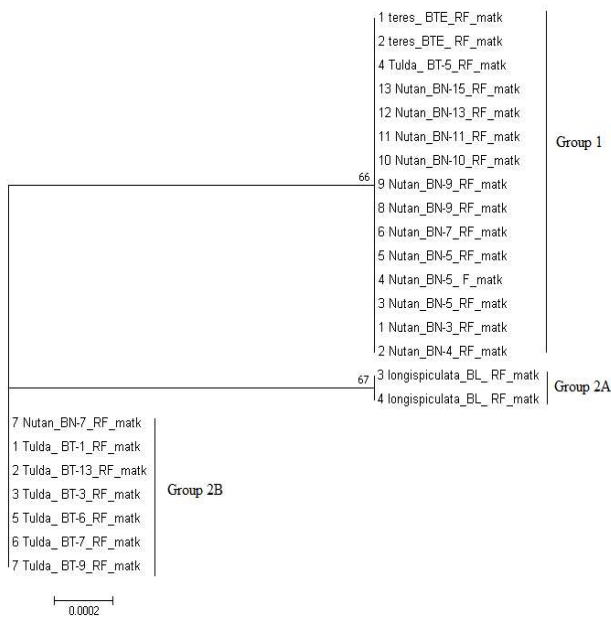 1 teres_ BTE_RF_matk
2 teres_BTE_ RF_matk
4 Tulda_ BT-5_RF_matk
13 Nutan_BN-15_RF_matk
12 Nutan_BN-13_RF_matk
11 Nutan_BN-11_RF_matk
10 Nutan_BN-10_RF_matk
9 Nutan_BN-9_RF_matk
8 Nutan_BN-9_RF_matk
6 Nutan_BN-7_RF_matk
5 Nutan_BN-5_RF_matk
4 Nutan_BN-5_ F_matk
3 Nutan_BN-5_RF_matk
1 Nutan_BN-3_RF_matk
2 Nutan_BN-4_RF_matk
Group 1
66
3 longispiculata_BL_ RF_matk
4 longispiculata_BL_ RF_matk
Group 2A
67
7 Nutan_BN-7_RF_matk
1 Tulda_ BT-1_RF_matk
2 Tulda_ BT-13_RF_matk
3 Tulda_ BT-3_RF_matk
5 Tulda_ BT-6_RF_matk
6 Tulda_ BT-7_RF_matk
7 Tulda_ BT-9_RF_matk
Group 2B
0.0002